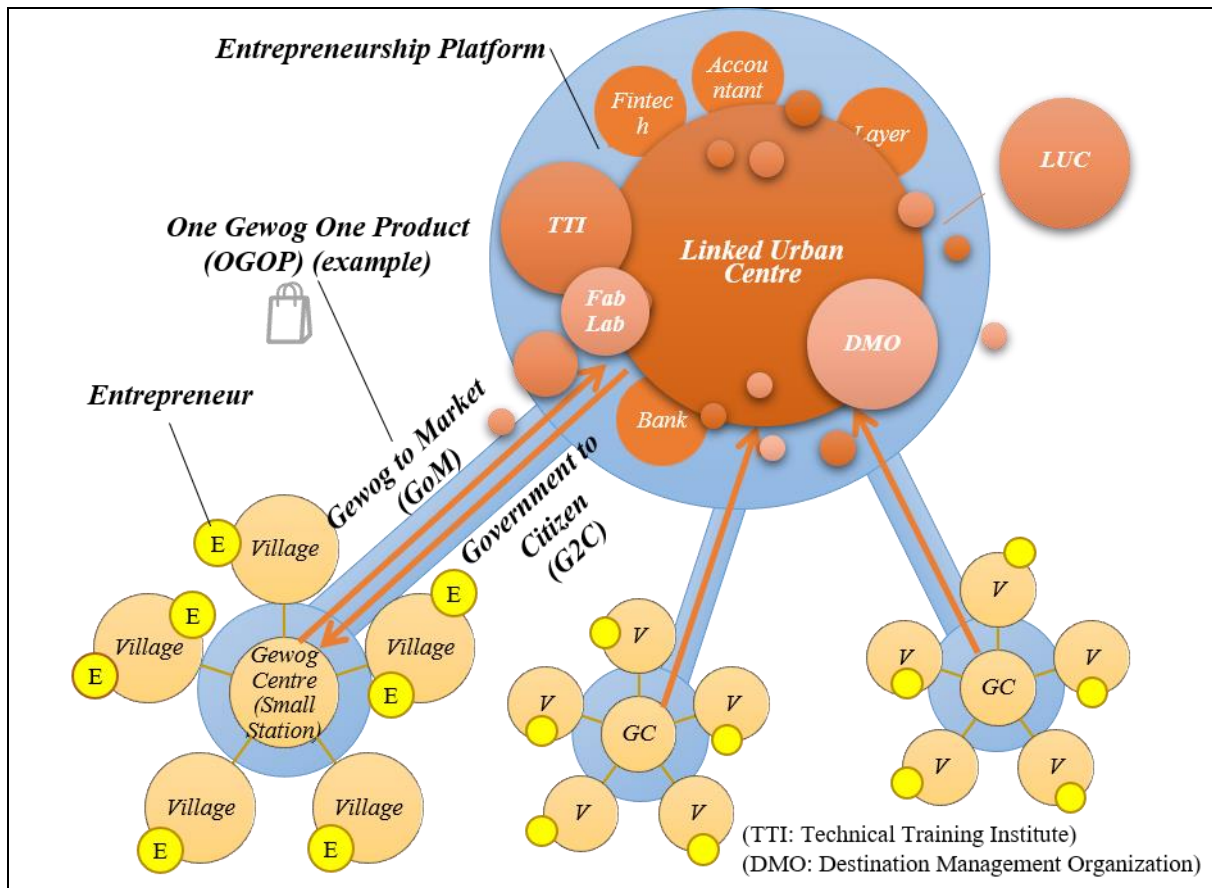 Entrepreneurship Platform
Accou
ntant
Fintec
h
Layer
LUC
TTI
One Gewog One Product
(OGOP) (example)
Linked Urban
Centre
Fab
Lab
DMO
Entrepreneur
Bank
Gewog to Market
(GoM)
Government to
Citizen
(G2C)
E
Village
E
Village
E
E
Village
E
Gewog
Centre
(Small
Station)
Village
E
Village
E
V
V
V
GC
V
V
V
V
V
GC
V
V
(TTI: Technical Training Institute)
(DMO: Destination Management Organization)